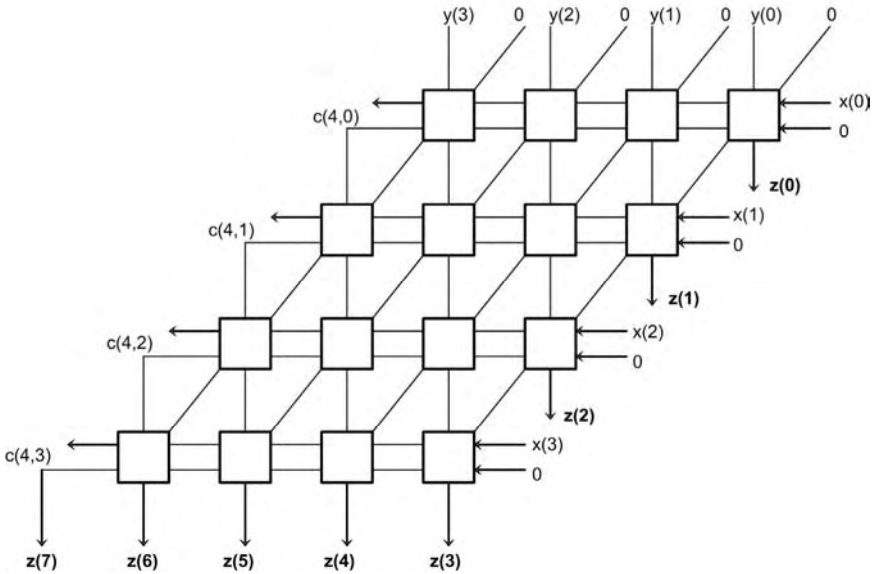 y(3) 0 y(2) 0 y(1) 0 y(0) 0
x(0)
c(4,0) 0
z(0)
x(1)
c(4,1) 0
z(1)
x(2)
c(4,2) 0
z(2)
x(3)
c(4,3) 0
z(7) z(6) z(5) z(4) z(3)